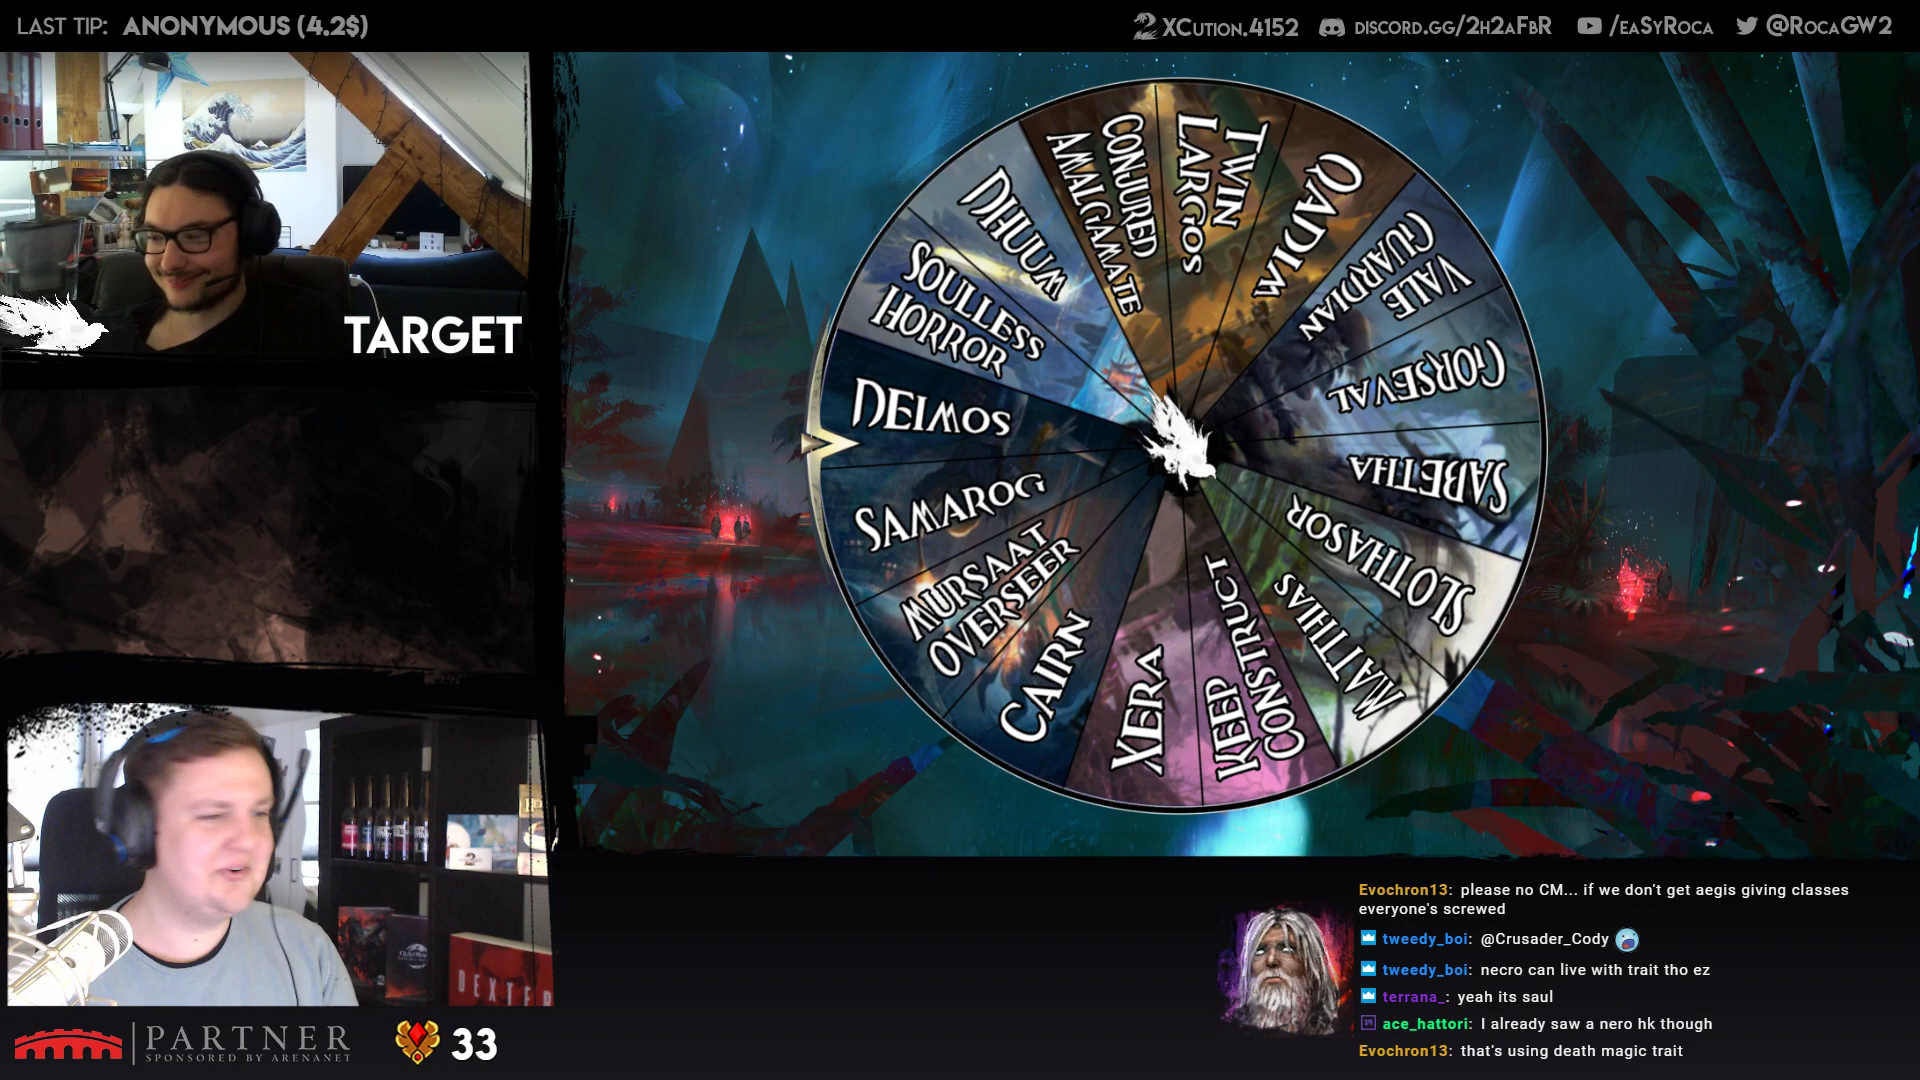 LAST TIP: ANONYMOUS (4.2$)
XCution.4152
discord.gg/2h2aFbR
/eaSyRoca
@RocaGW2
TARGET
DHUUM
CONJURED
AMALGAMATE
TWIN
LARGOS
QADIM
VALE
GUARDIAN
GORSEVAL
SABETHA
SLOTHASOR
MATTHIAS
KEEP
CONSTRUCT
XERA
CAIRN
MURSAAT
OVERSEER
SAMAROG
DEIMOS
SOULLESS
HORROR
DEXTER
PARTNER
SPONSORED BY ARENANET
33
Evochron13: please no CM... if we don't get aegis giving classes
everyone's screwed
tweedy_boi: @Crusader_Cody
tweedy_boi: necro can live with trait tho ez
terrana_: yeah its saul
ace_hattori: I already saw a nero hk though
Evochron13: that's using death magic trait